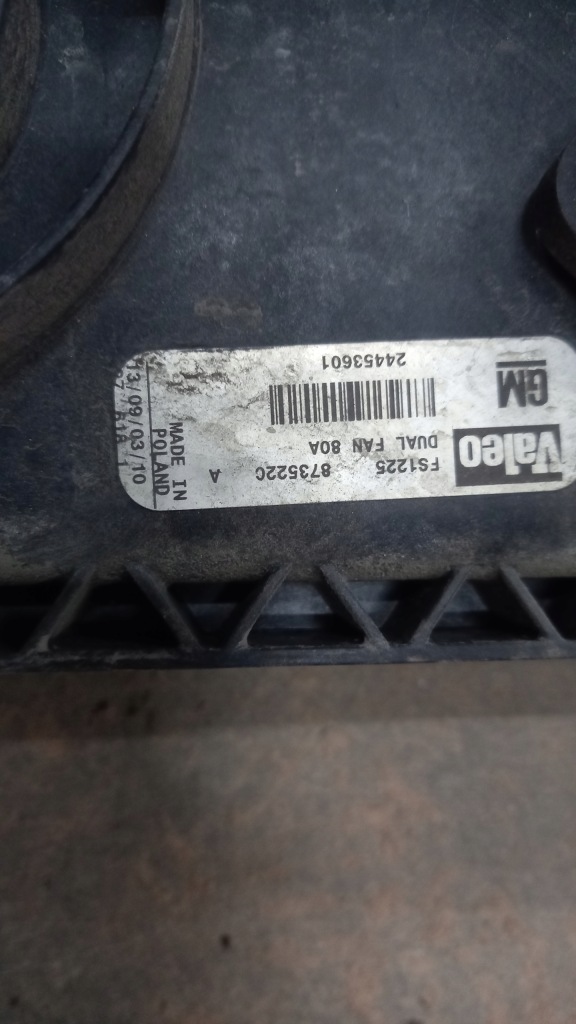 Valeo
FS1225 873522C A
DUAL FAN 80A
GM
24453601
MADE IN
POLAND
13/09/03/10